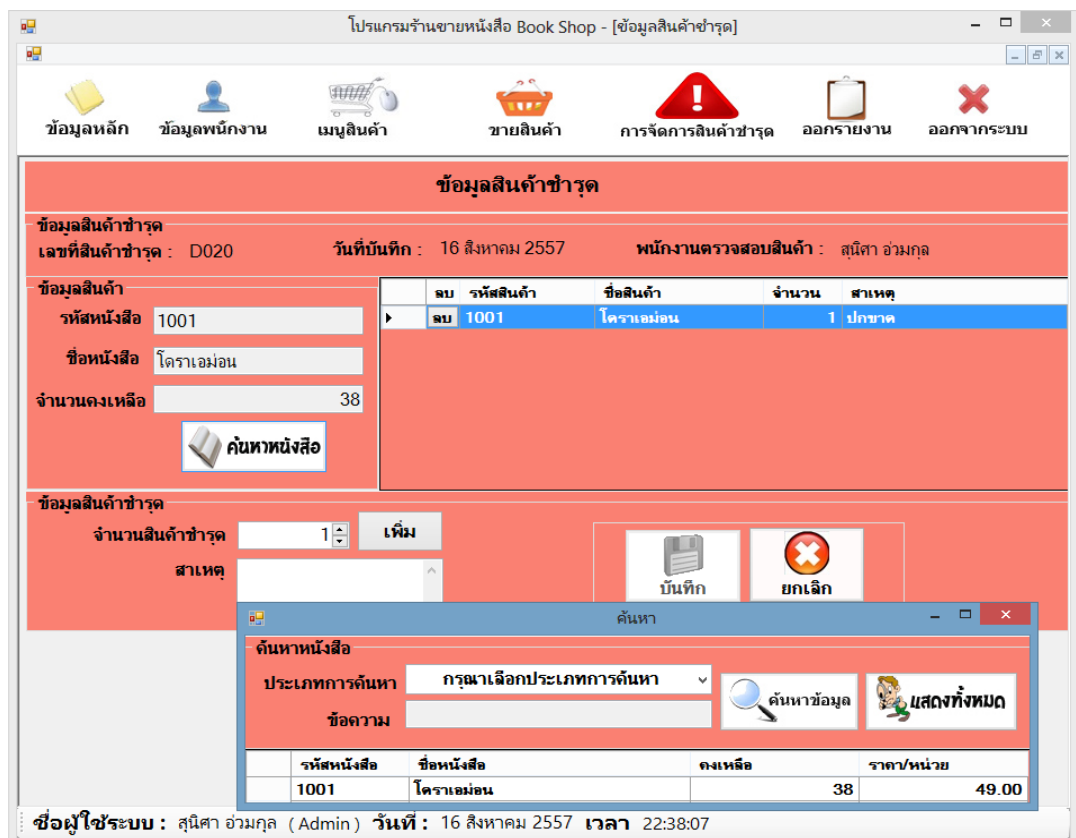 โปรแกรมร้านขายหนังสือ Book Shop - [ข้อมูลสินค้าชำรุด]
ข้อมูลหลัก ข้อมูลพนักงาน เมนูสินค้า ขายสินค้า การจัดการสินค้าชำรุด ออกรายงาน ออกจากระบบ
ข้อมูลสินค้าชำรุด
ข้อมูลสินค้าชำรุด
เลขที่สินค้าชำรุด : D020 วันที่บันทึก : 16 สิงหาคม 2557 พนักงานตรวจสอบสินค้า : สุนิศา อ่วมกุล
ข้อมูลสินค้า
ลบ รหัสสินค้า ชื่อสินค้า จำนวน สาเหตุ
รหัสหนังสือ 1001
ลบ 1001 โดราเอม่อน 1 ปกขาด
ชื่อหนังสือ โดราเอม่อน
จำนวนคงเหลือ 38
ค้นหาหนังสือ
ข้อมูลสินค้าชำรุด
จำนวนสินค้าชำรุด 1 เพิ่ม
สาเหตุ
บันทึก ยกเลิก
ค้นหา
ค้นหาหนังสือ
ประเภทการค้นหา กรุณาเลือกประเภทการค้นหา
ค้นหาข้อมูล แสดงทั้งหมด
ข้อความ
รหัสหนังสือ ชื่อหนังสือ คงเหลือ ราคา/หน่วย
1001 โดราเอม่อน 38 49.00
ชื่อผู้ใช้ระบบ : สุนิศา อ่วมกุล ( Admin ) วันที่ : 16 สิงหาคม 2557 เวลา 22:38:07